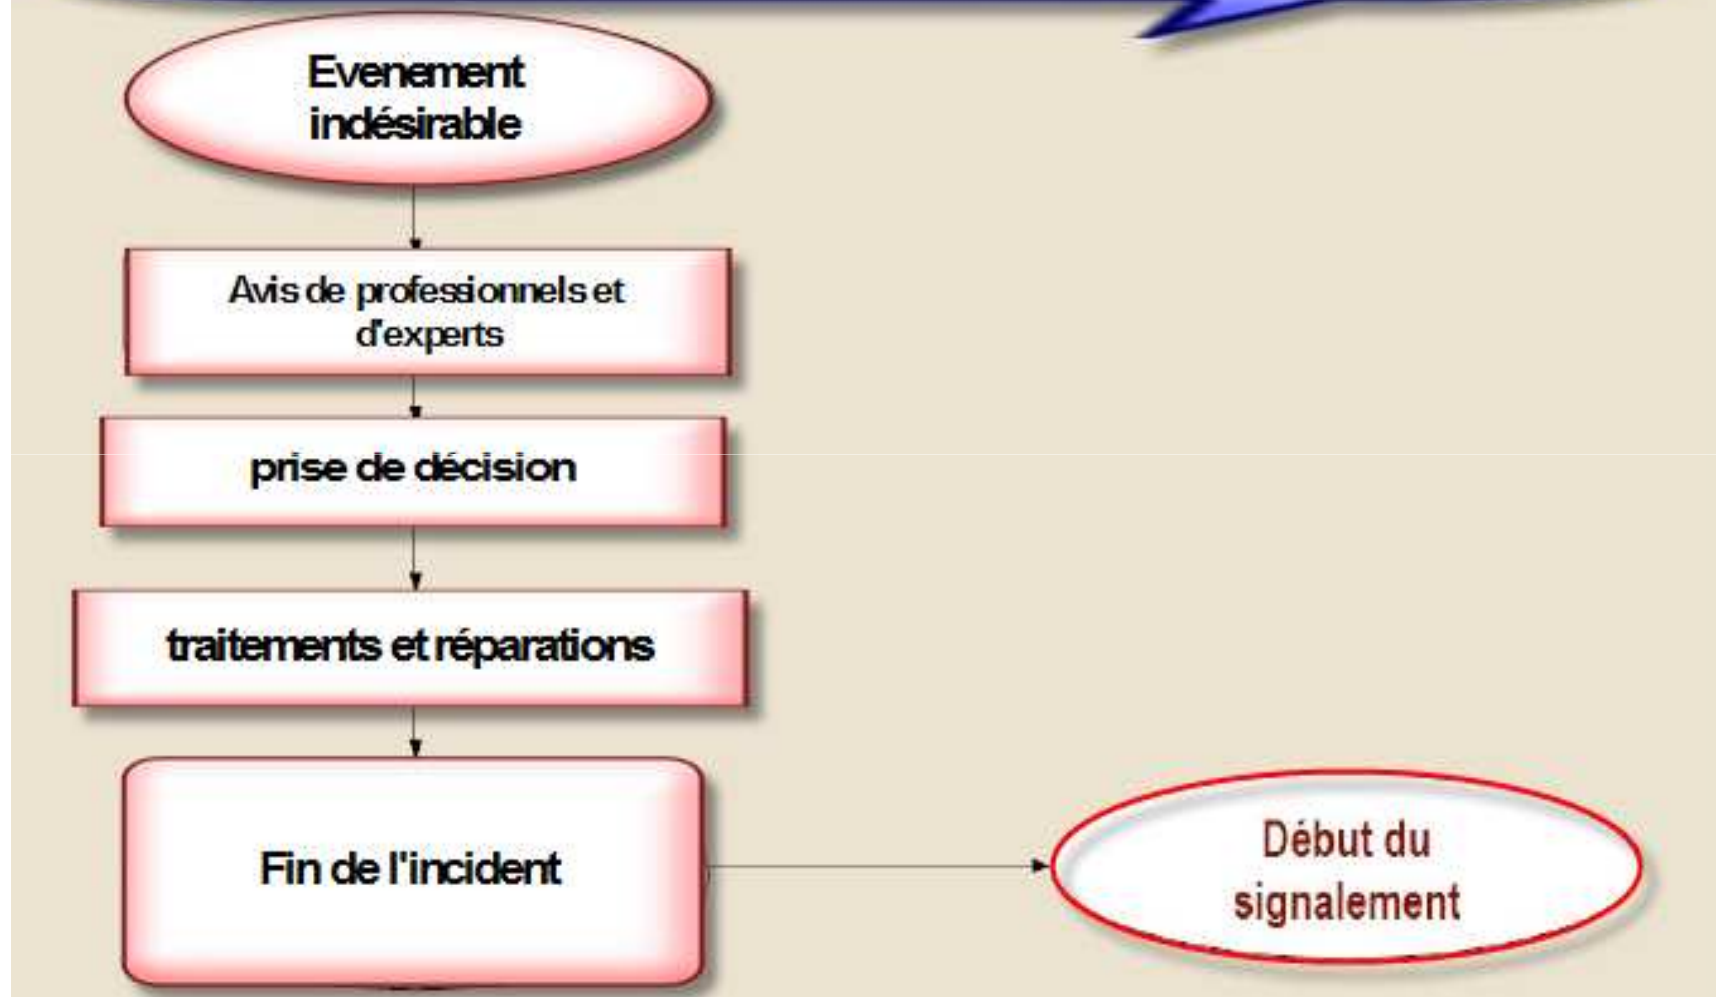 Evenement
indésirable
Avis de professionnels et
d'experts
prise de décision
traitements et réparations
Fin de l'incident
Début du
signalement